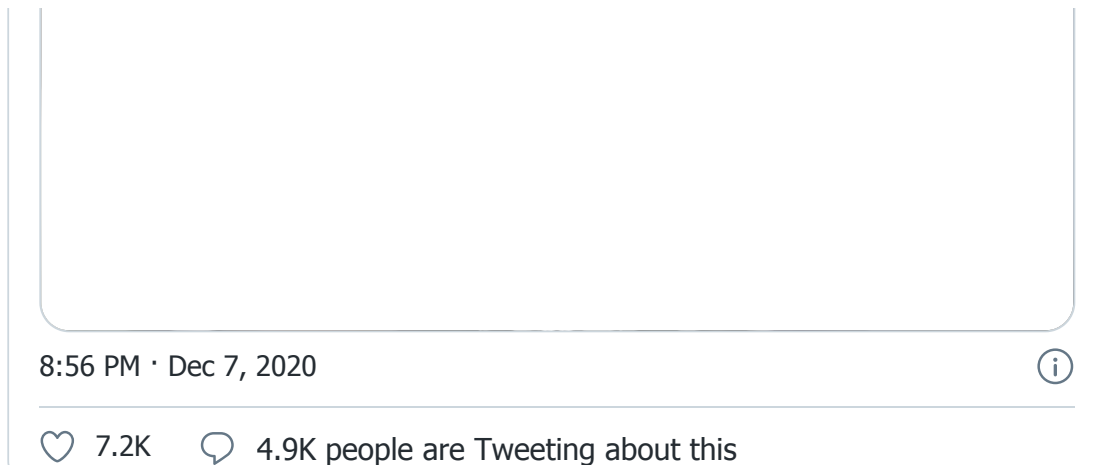 8:56 PM · Dec 7, 2020
7.2K 4.9K people are Tweeting about this